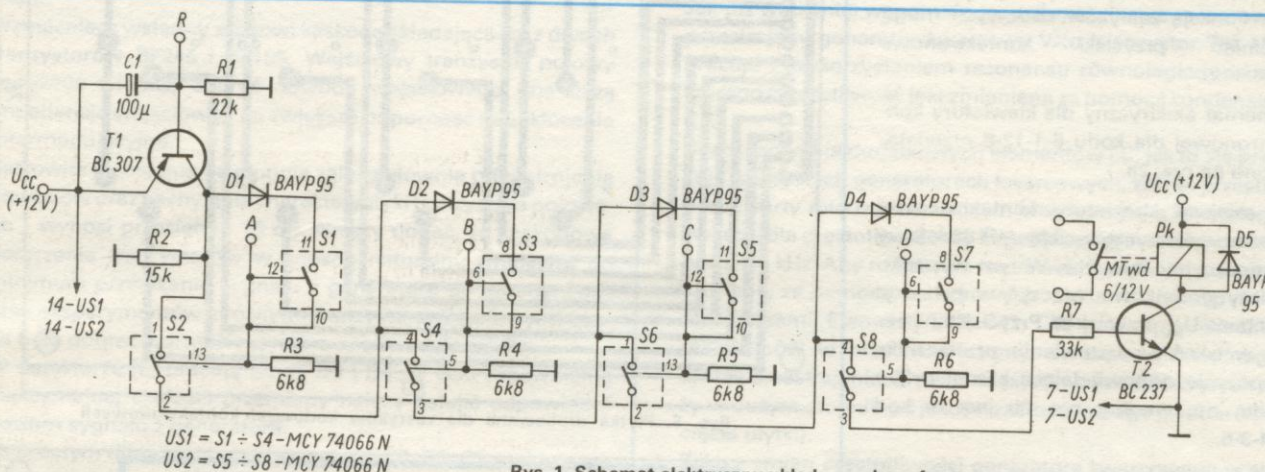 R
C1
100µ
R1
22k
T1
BC 307
UCC
(+12V)
R2
15k
14-US1
14-US2
D1
BAYP95
A
11
S1
12
10
S2
1
13
2
R3
6k8
D2
BAYP95
B
8
S3
6
9
S4
4
5
3
R4
6k8
D3
BAYP95
C
11
S5
12
10
S6
1
13
2
R5
6k8
D4
BAYP95
D
8
S7
6
9
S8
4
5
3
R6
6k8
UCC (+12V)
Pk
D5
BAYP
95
MTwd
6/12V
R7
33k
T2
BC 237
7-US1
7-US2
US1 = S1 ÷ S4 - MCY 74066 N
US2 = S5 ÷ S8 - MCY 74066 N